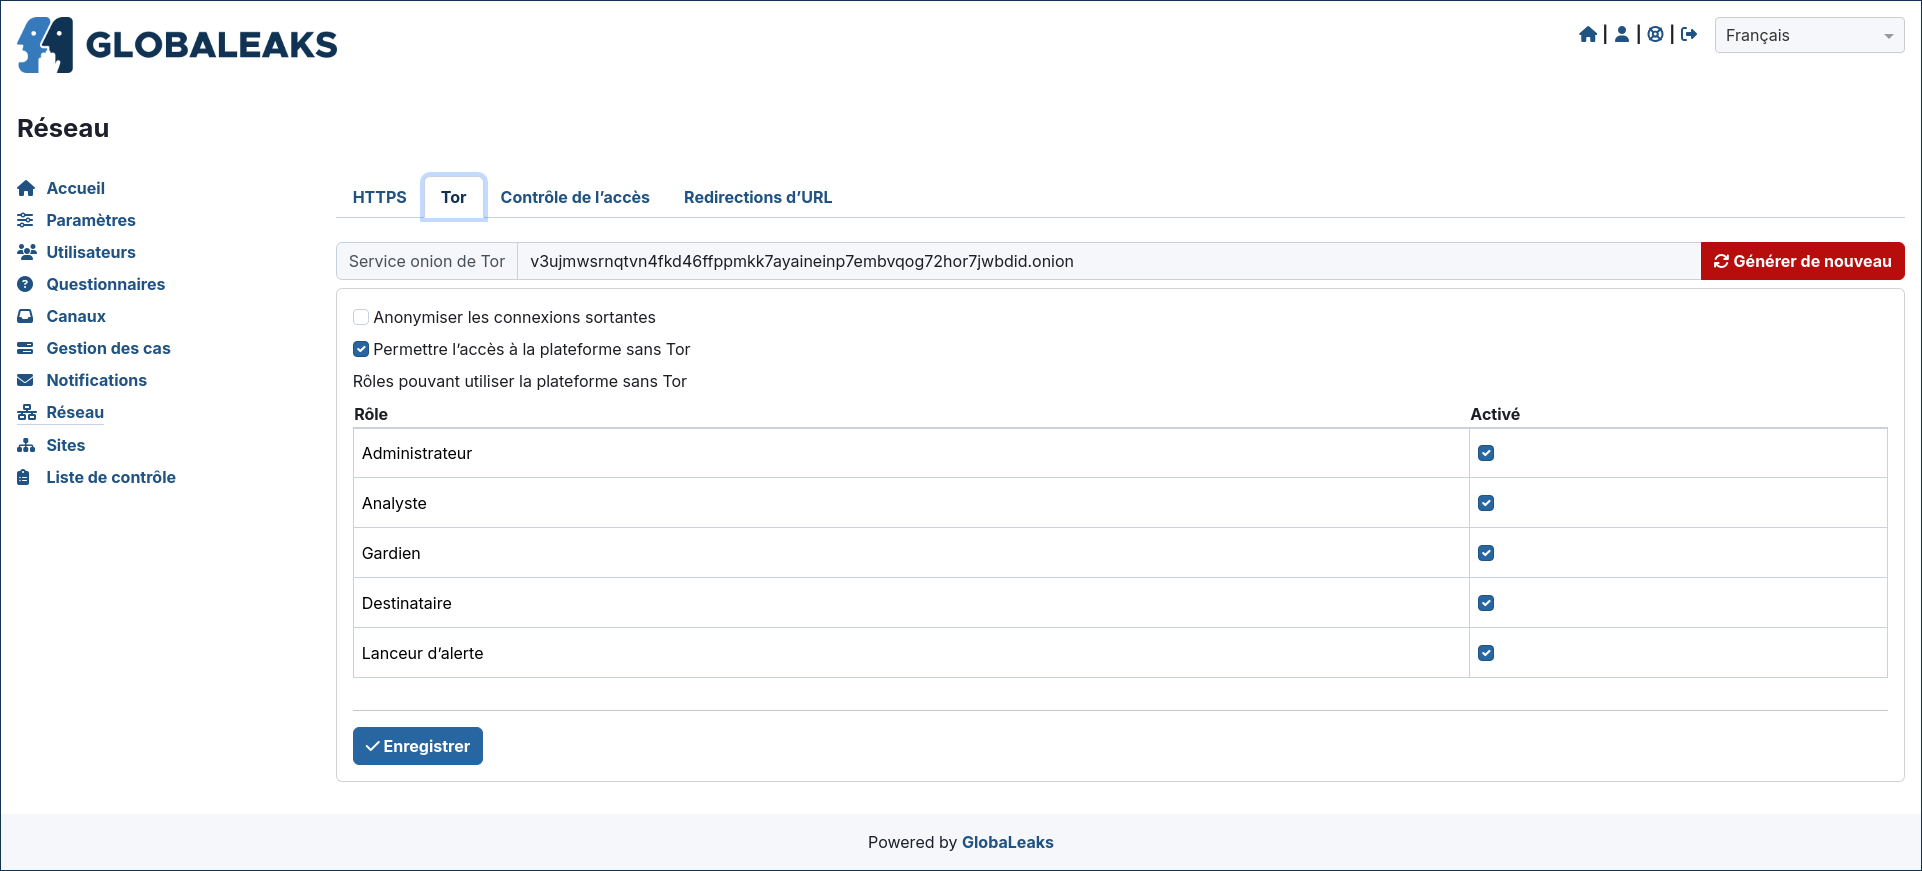 GLOBALEAKS
Français
Réseau
Accueil
Paramètres
Utilisateurs
Questionnaires
Canaux
Gestion des cas
Notifications
Réseau
Sites
Liste de contrôle
HTTPS Tor Contrôle de l’accès Redirections d’URL
Service onion de Tor v3ujmwsrnqtvn4fkd46ffppmkk7ayaineinp7embvqog72hor7jwbdid.onion Générer de nouveau
Anonymiser les connexions sortantes
Permettre l’accès à la plateforme sans Tor
Rôles pouvant utiliser la plateforme sans Tor
Rôle Activé
Administrateur
Analyste
Gardien
Destinataire
Lanceur d’alerte
Enregistrer
Powered by GlobaLeaks